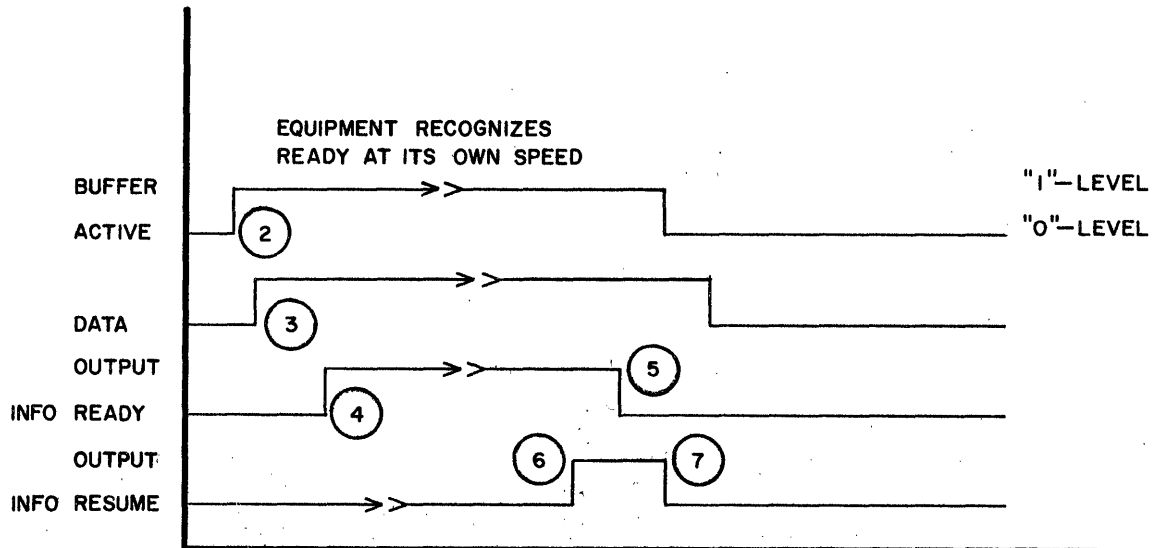 EQUIPMENT RECOGNIZES
READY AT ITS OWN SPEED
BUFFER
"1"—LEVEL
ACTIVE
2
"0"—LEVEL
DATA
3
OUTPUT
5
INFO READY
4
OUTPUT
6
7
INFO RESUME